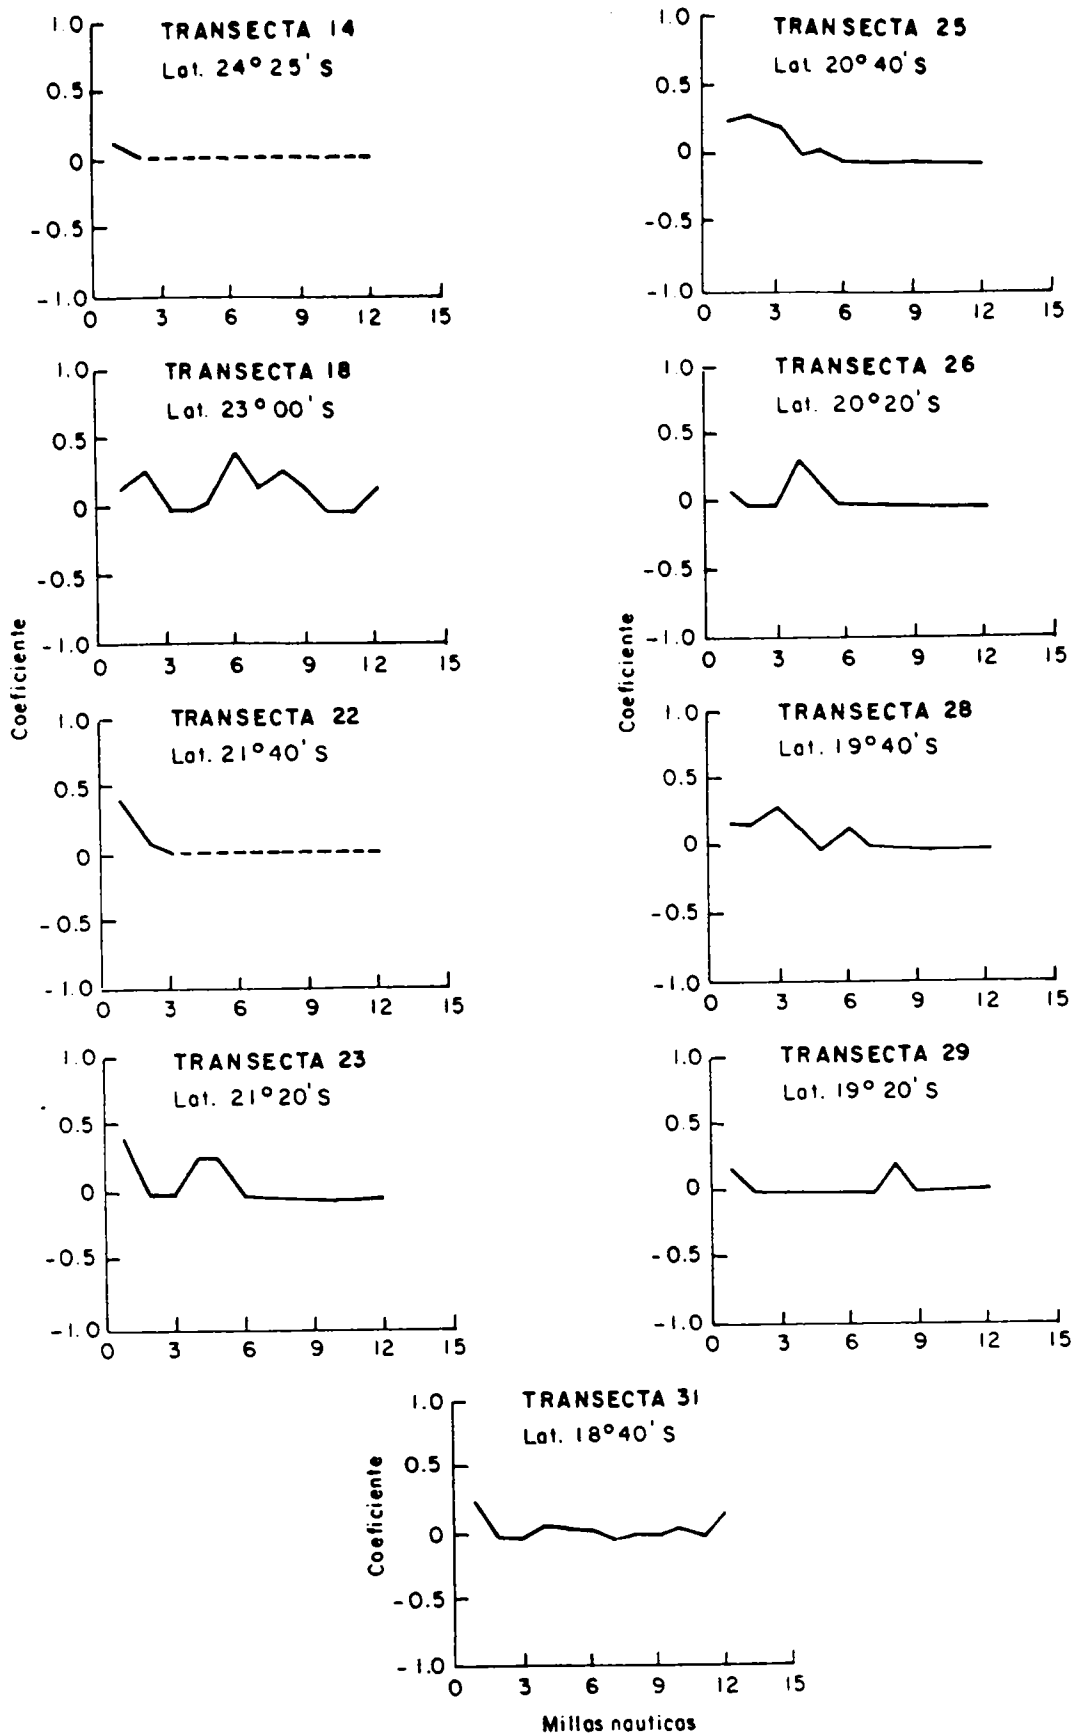 TRANSECTA 14
Lat. 24°25'S
1.0
0.5
0
-0.5
-1.0
0 3 6 9 12 15
TRANSECTA 25
Lat 20°40'S
1.0
0.5
0
-0.5
-1.0
0 3 6 9 12 15
TRANSECTA 18
Lat. 23°00'S
1.0
0.5
0
-0.5
-1.0
0 3 6 9 12 15
TRANSECTA 26
Lat. 20°20'S
1.0
0.5
0
-0.5
-1.0
0 3 6 9 12 15
Coeficiente
Coeficiente
TRANSECTA 22
Lat. 21°40'S
1.0
0.5
0
-0.5
-1.0
0 3 6 9 12 15
TRANSECTA 28
Lat. 19°40'S
1.0
0.5
0
-0.5
-1.0
0 3 6 9 12 15
TRANSECTA 23
Lat. 21°20'S
1.0
0.5
0
-0.5
-1.0
0 3 6 9 12 15
TRANSECTA 29
Lat. 19°20'S
1.0
0.5
0
-0.5
-1.0
0 3 6 9 12 15
TRANSECTA 31
Lat. 18°40'S
Coeficiente
1.0
0.5
0
-0.5
-1.0
0 3 6 9 12 15
Millas nauticas